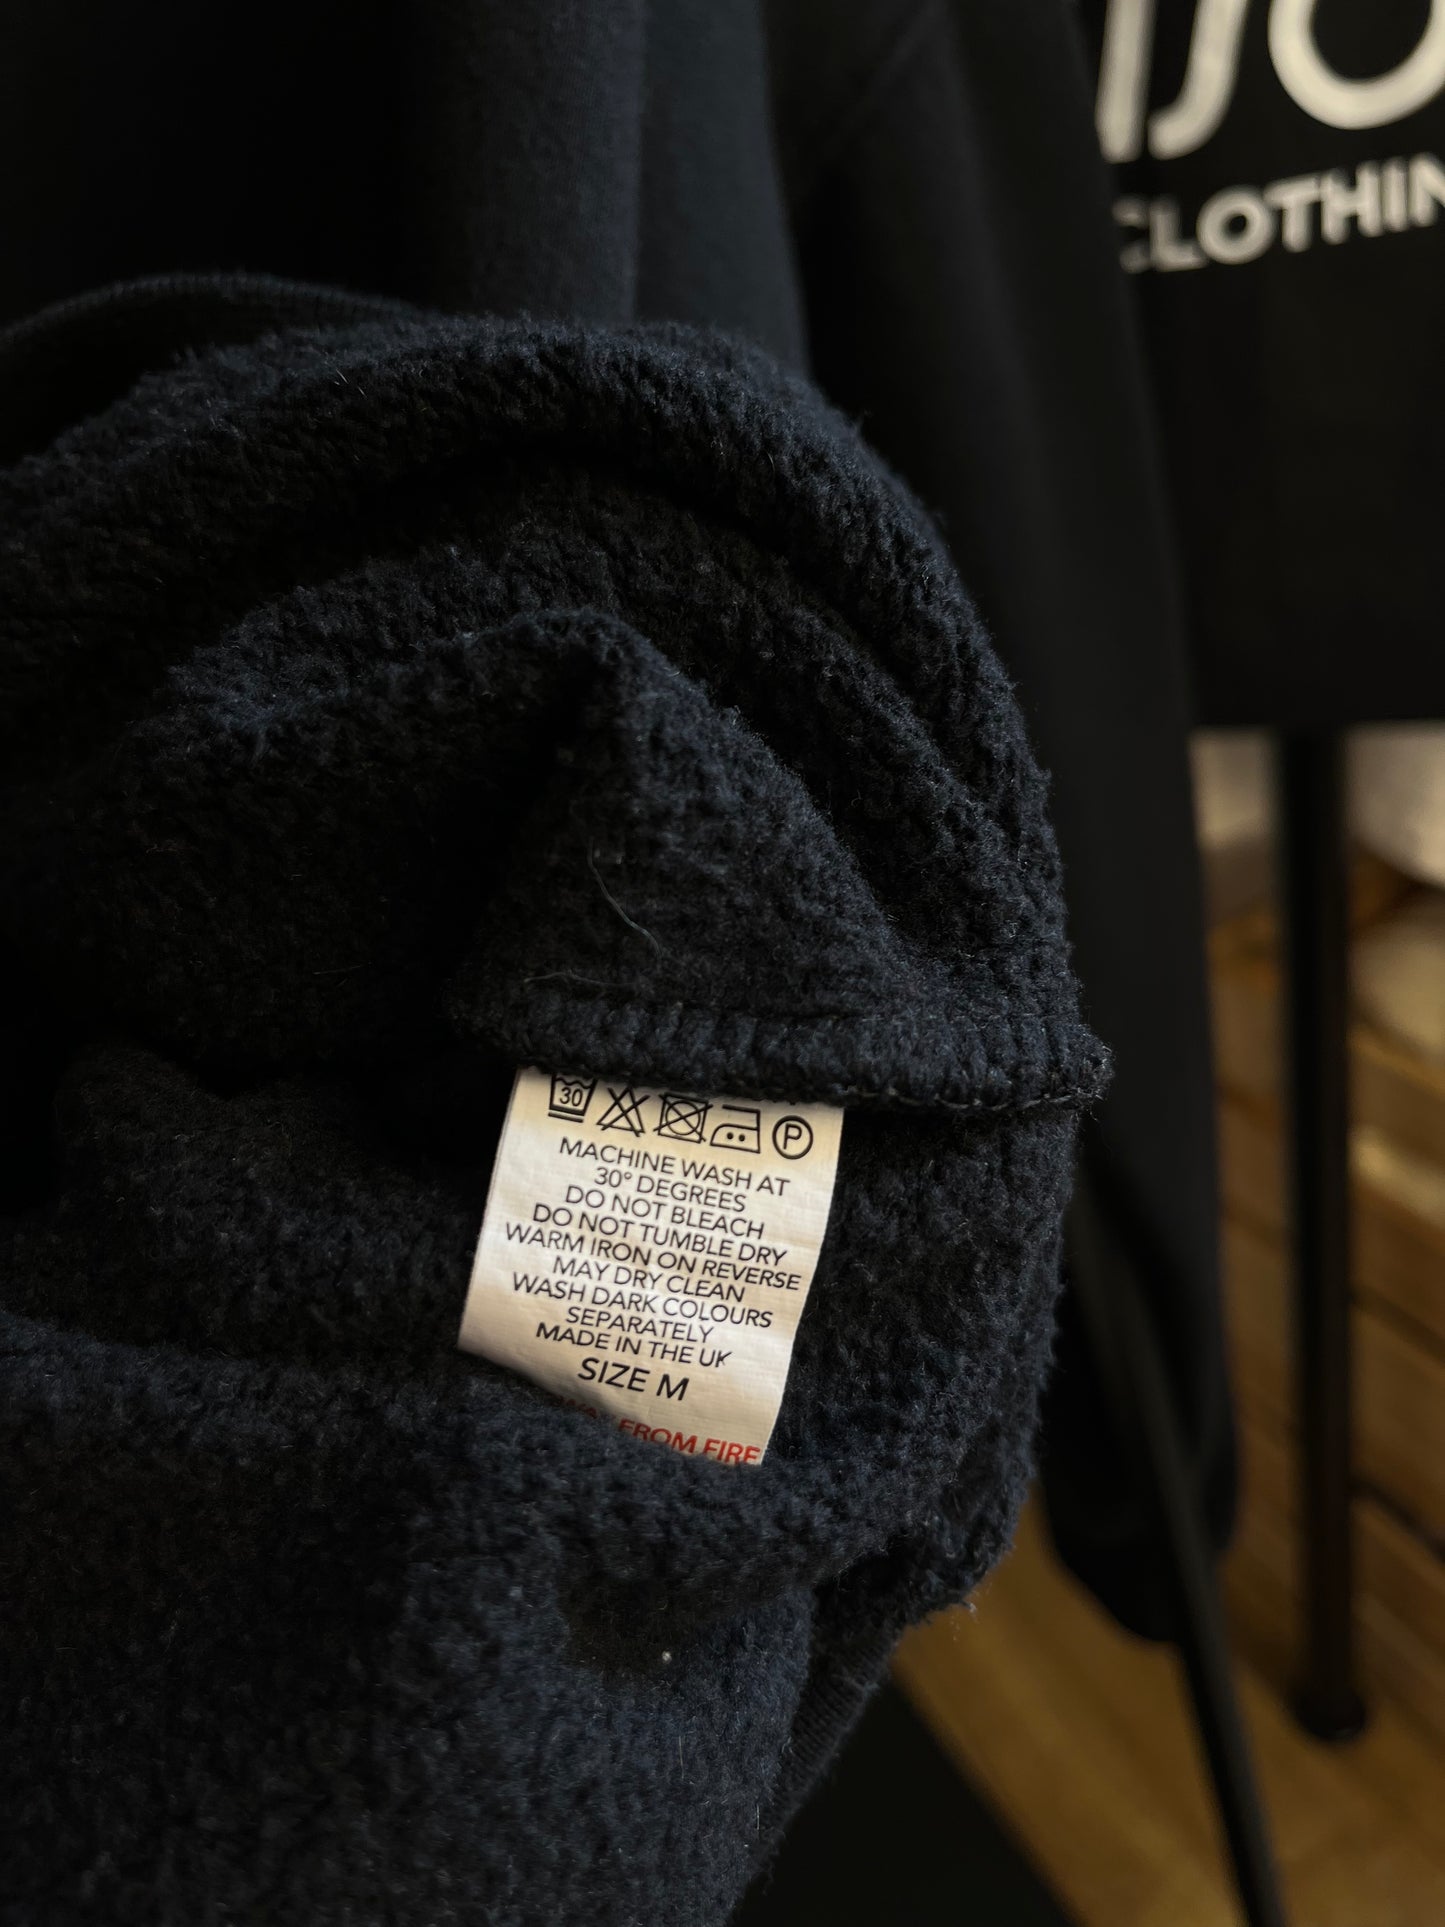 CLOTHIN
30
P
MACHINE WASH AT
30° DEGREES
DO NOT BLEACH
DO NOT TUMBLE DRY
WARM IRON ON REVERSE
MAY DRY CLEAN
WASH DARK COLOURS
SEPARATELY
MADE IN THE UK
SIZE M
FROM FIRE